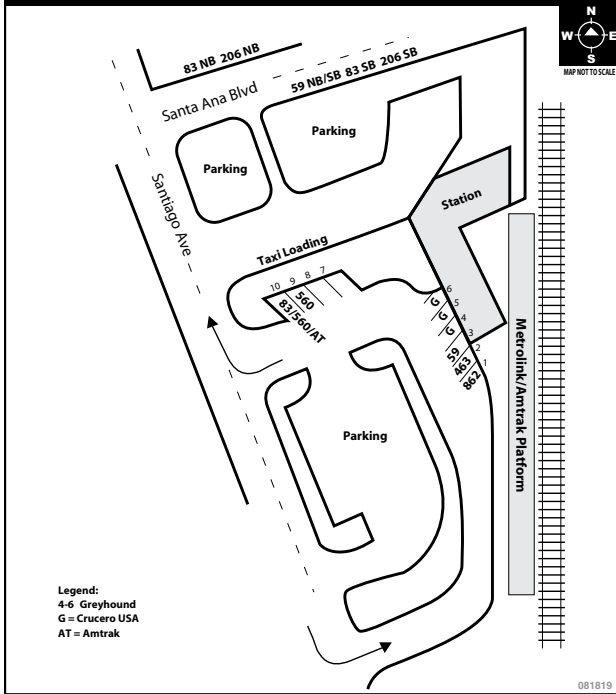 N
W E
S
MAP NOT TO SCALE
83 NB 206 NB
59 NB/SB 83 SB 206 SB
Santa Ana Blvd
Parking
Parking
Santiago Ave
Station
Taxi Loading
10 9 8 7
560
83/560/AT
6
G
5
G
4
G
3
59
2
463
1
862
Metrolink/Amtrak Platform
Parking
Legend:
4-6 Greyhound
G = Crucero USA
AT = Amtrak
081819